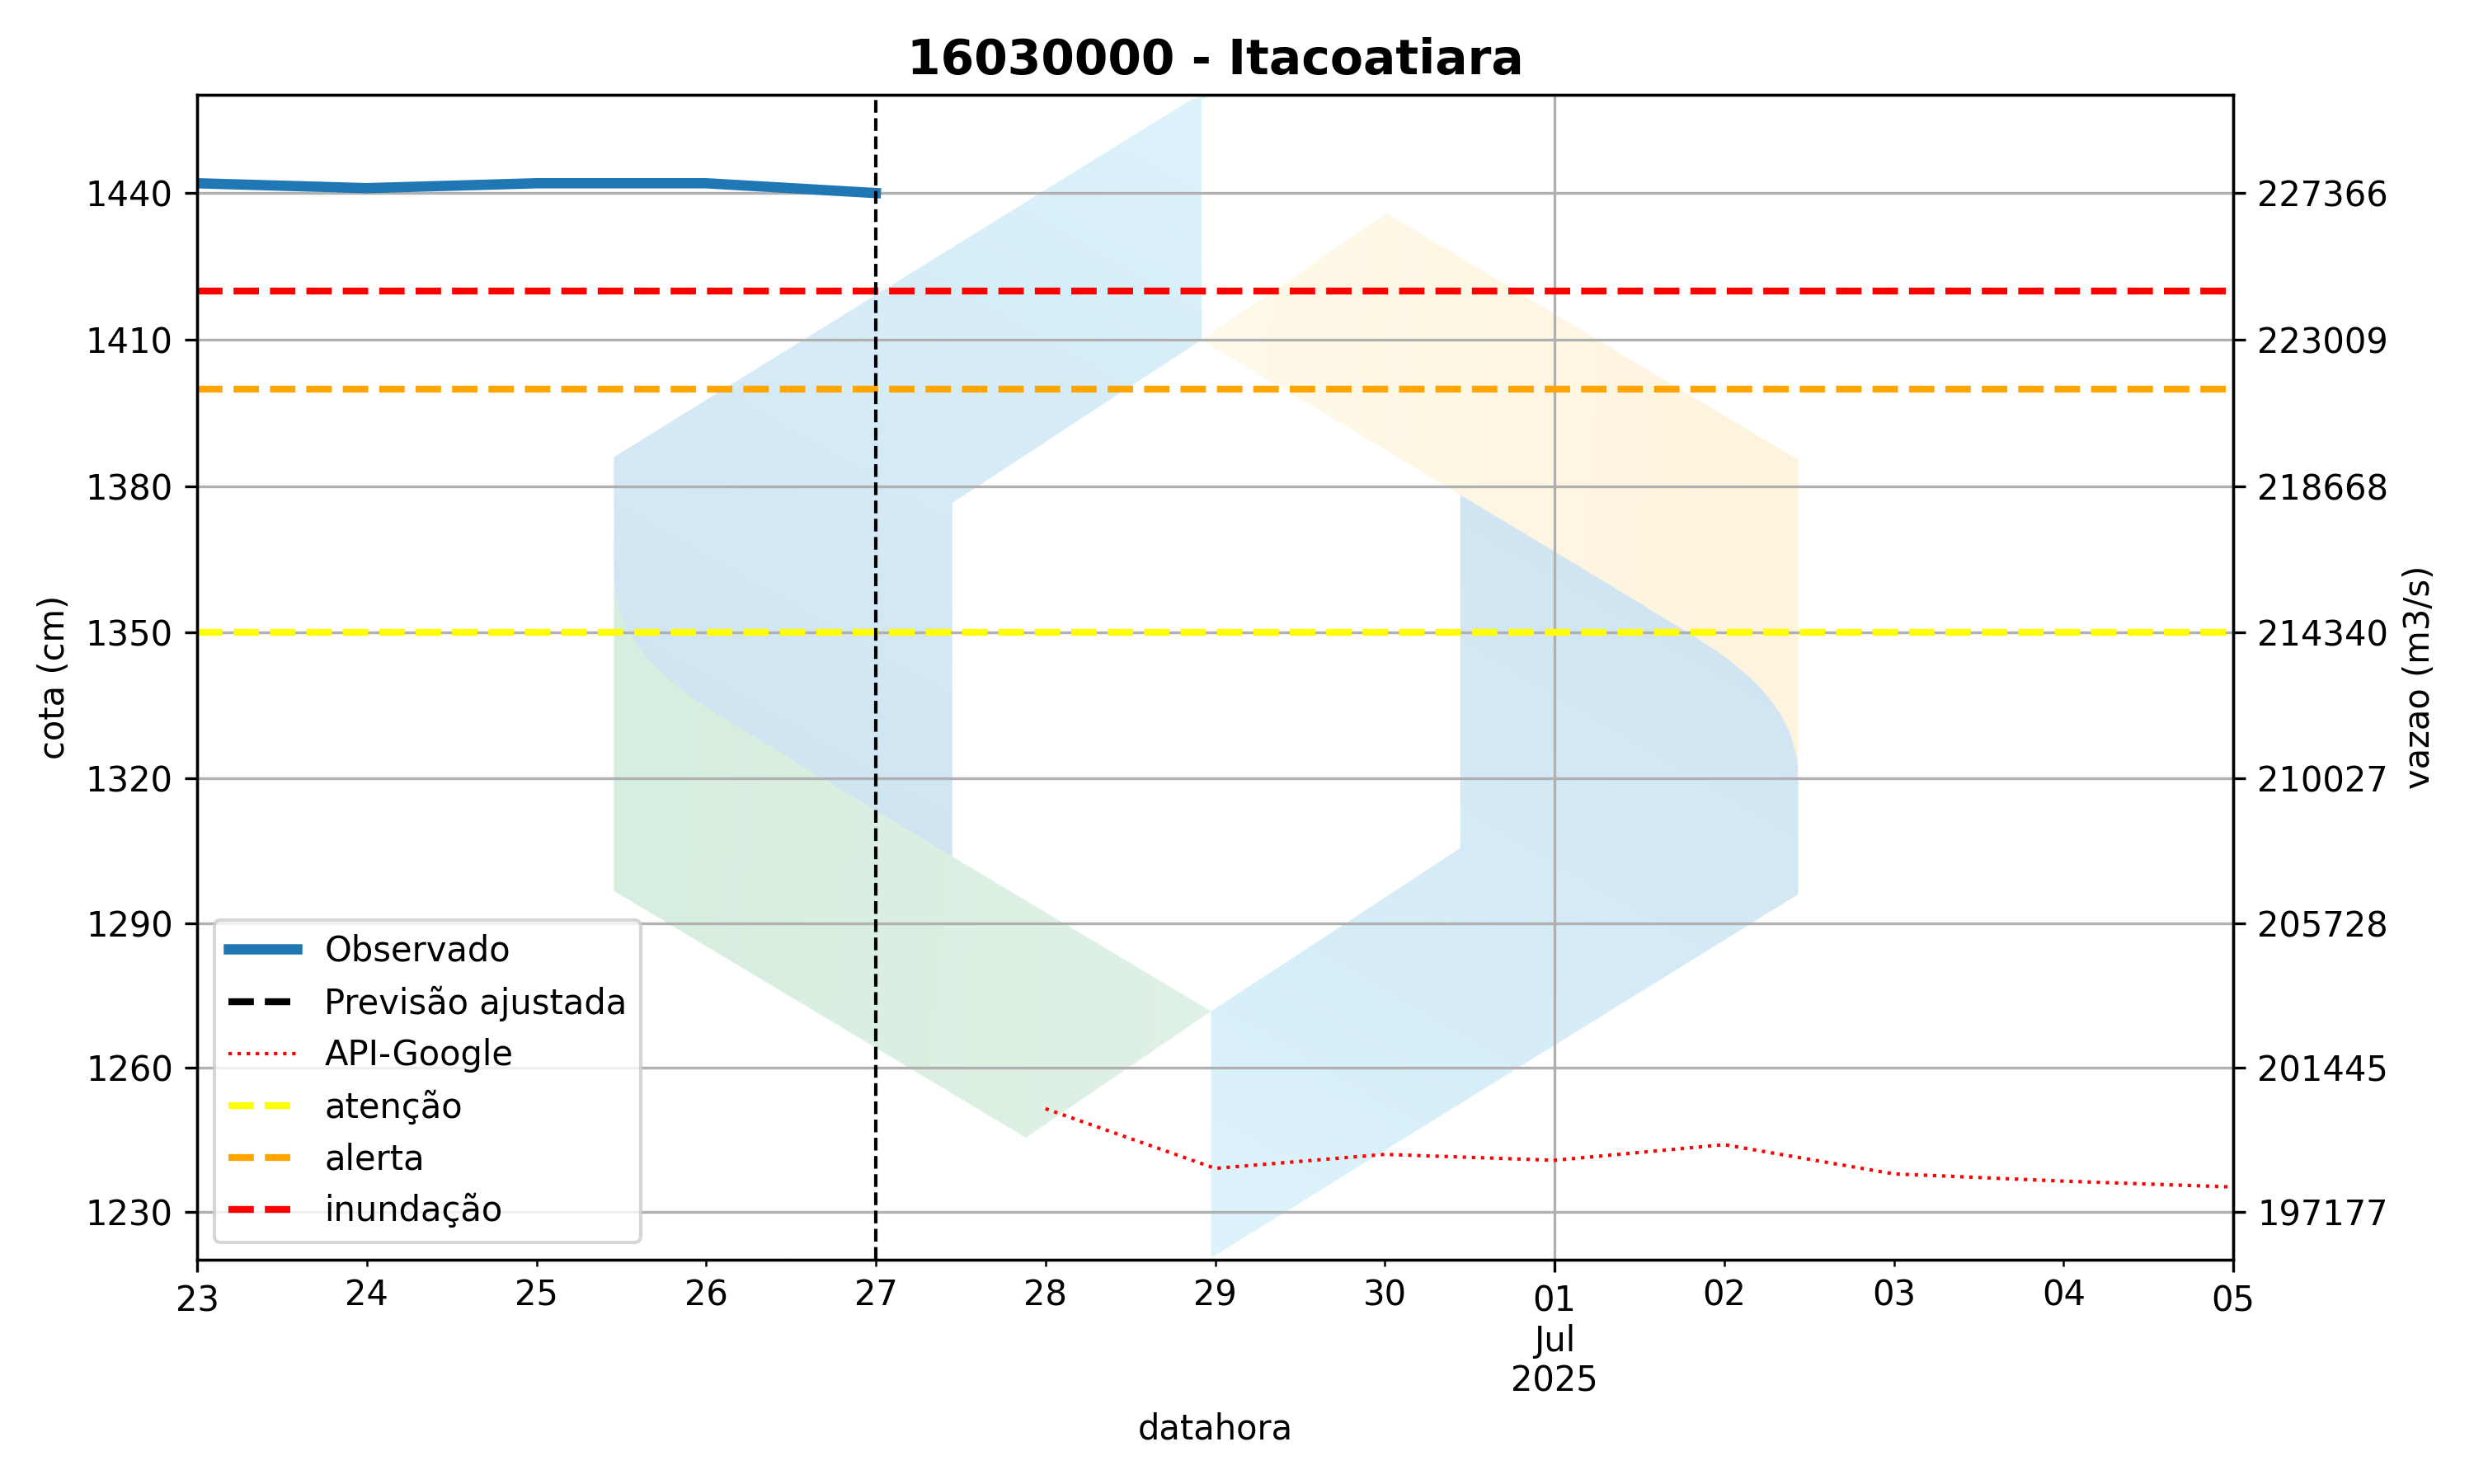 16030000 - Itacoatiara
1440
1410
1380
1350
1320
1290
1260
1230
cota (cm)
227366
223009
218668
214340
210027
205728
201445
197177
vazao (m3/s)
Observado
Previsão ajustada
API-Google
atenção
alerta
inundação
23 24 25 26 27 28 29 30 01 02 03 04 05
Jul
2025
datahora